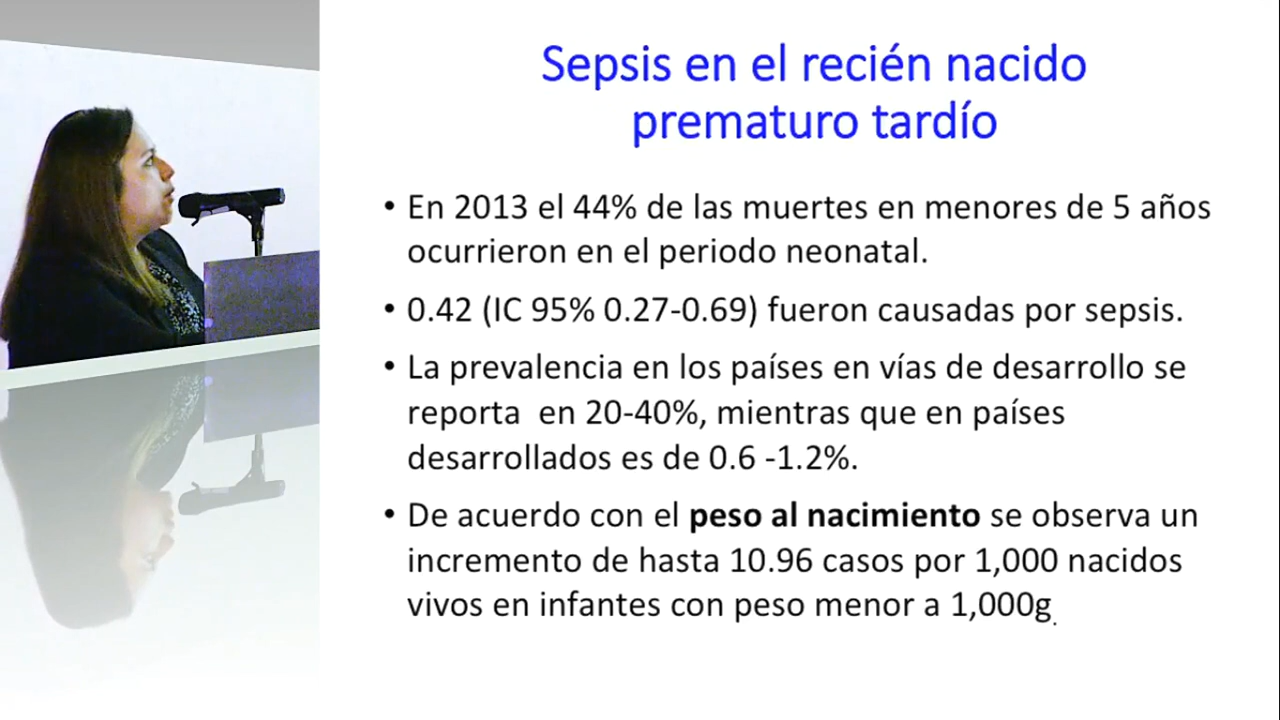 Sepsis en el recién nacido
prematuro tardío
• En 2013 el 44% de las muertes en menores de 5 años
ocurrieron en el periodo neonatal.
• 0.42 (IC 95% 0.27-0.69) fueron causadas por sepsis.
• La prevalencia en los países en vías de desarrollo se
reporta  en 20-40%, mientras que en países
desarrollados es de 0.6 -1.2%.
• De acuerdo con el peso al nacimiento se observa un
incremento de hasta 10.96 casos por 1,000 nacidos
vivos en infantes con peso menor a 1,000g.